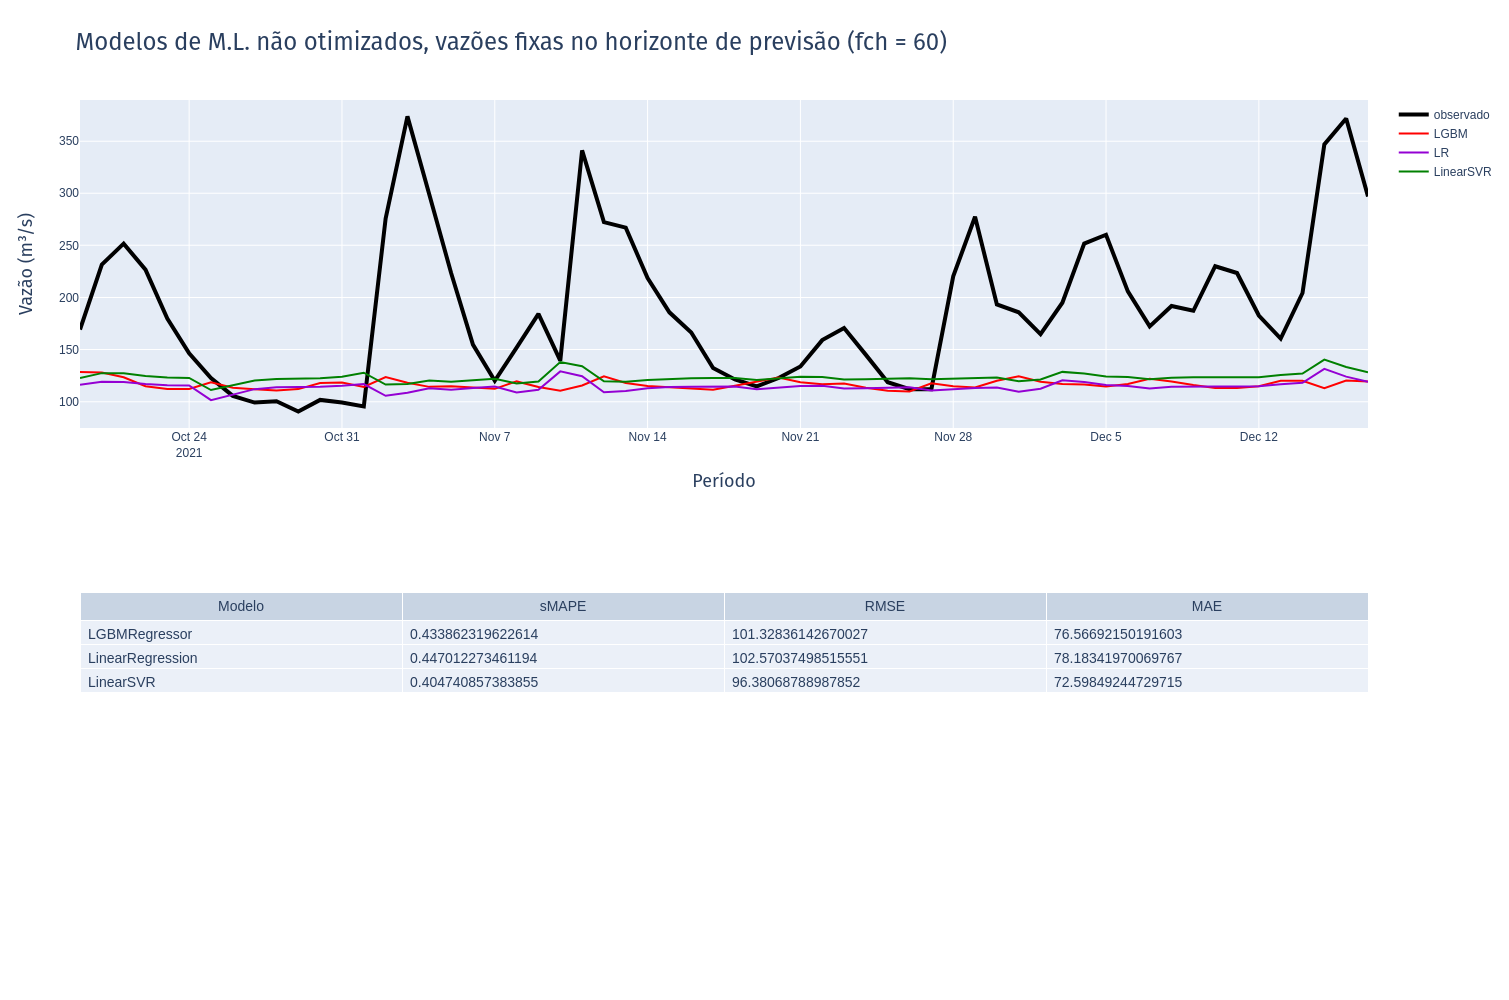 Modelos de M.L. não otimizados, vazões fixas no horizonte de previsão (fch = 60)
observado
LGBM
LR
LinearSVR
Vazão (m³/s)
350
300
250
200
150
100
Oct 24
2021
Oct 31
Nov 7
Nov 14
Nov 21
Nov 28
Dec 5
Dec 12
Período
Modelo sMAPE RMSE MAE
LGBMRegressor 0.433862319622614 101.32836142670027 76.56692150191603
LinearRegression 0.447012273461194 102.57037498515551 78.18341970069767
LinearSVR 0.404740857383855 96.38068788987852 72.59849244729715